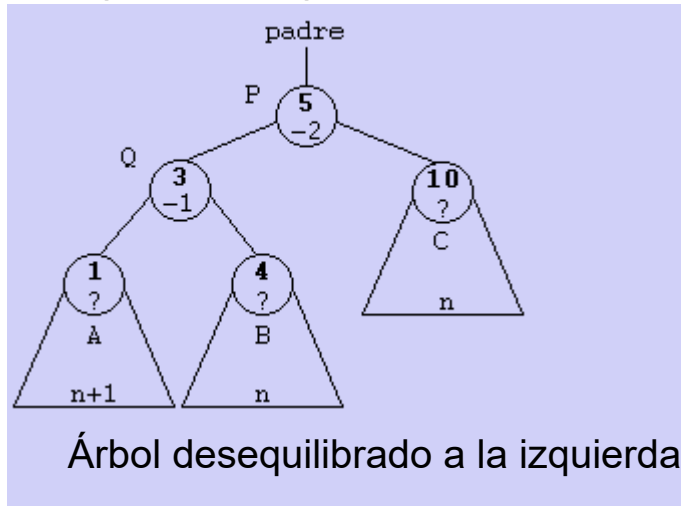 padre
P
5
-2
Q
3
-1
10
?
C
n
1
?
A
n+1
4
?
B
n
Árbol desequilibrado a la izquierda